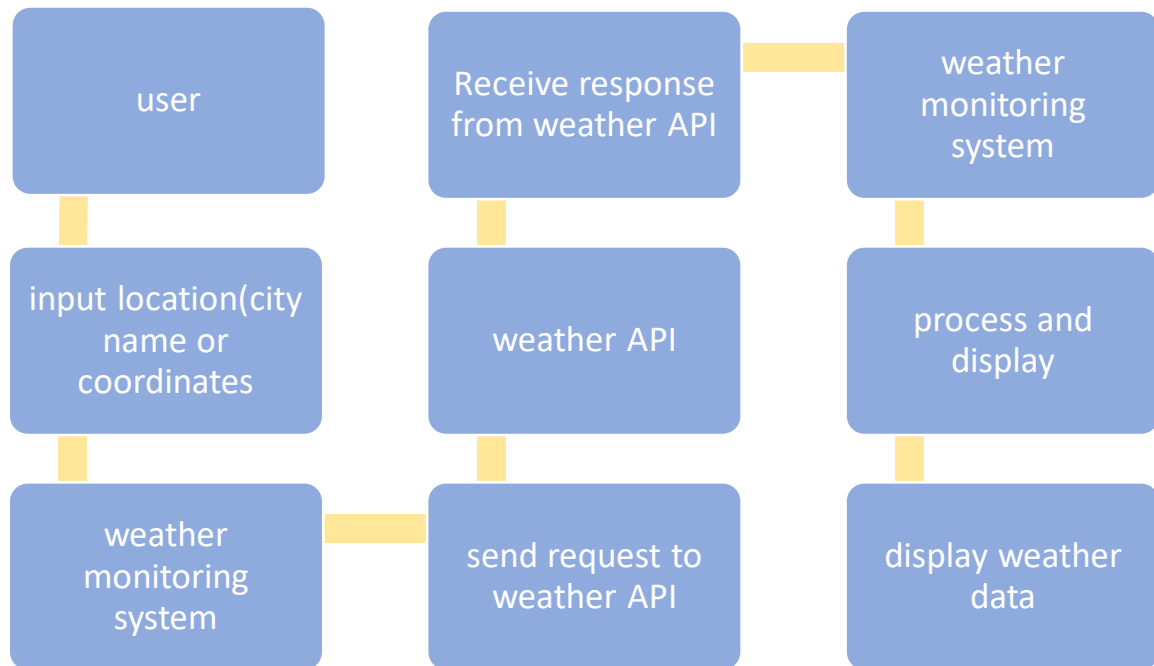 user
input location(city
name or
coordinates
weather
monitoring
system
send request to
weather API
weather API
Receive response
from weather API
weather
monitoring
system
process and
display
display weather
data